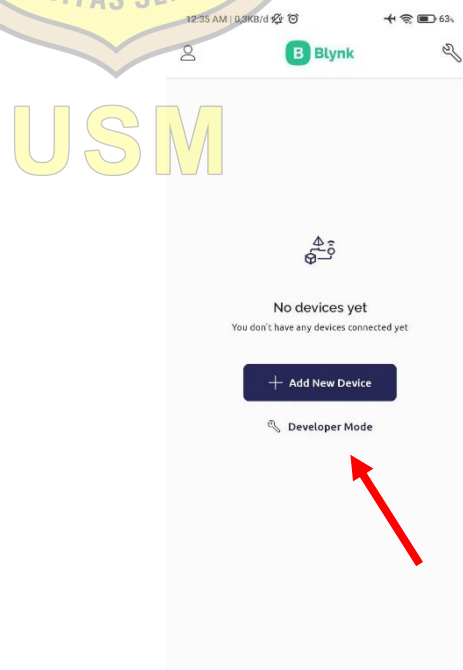 12:35 AM | 0,3KB/d
63%
B Blynk
USM
No devices yet
You don't have any devices connected yet
+ Add New Device
Developer Mode